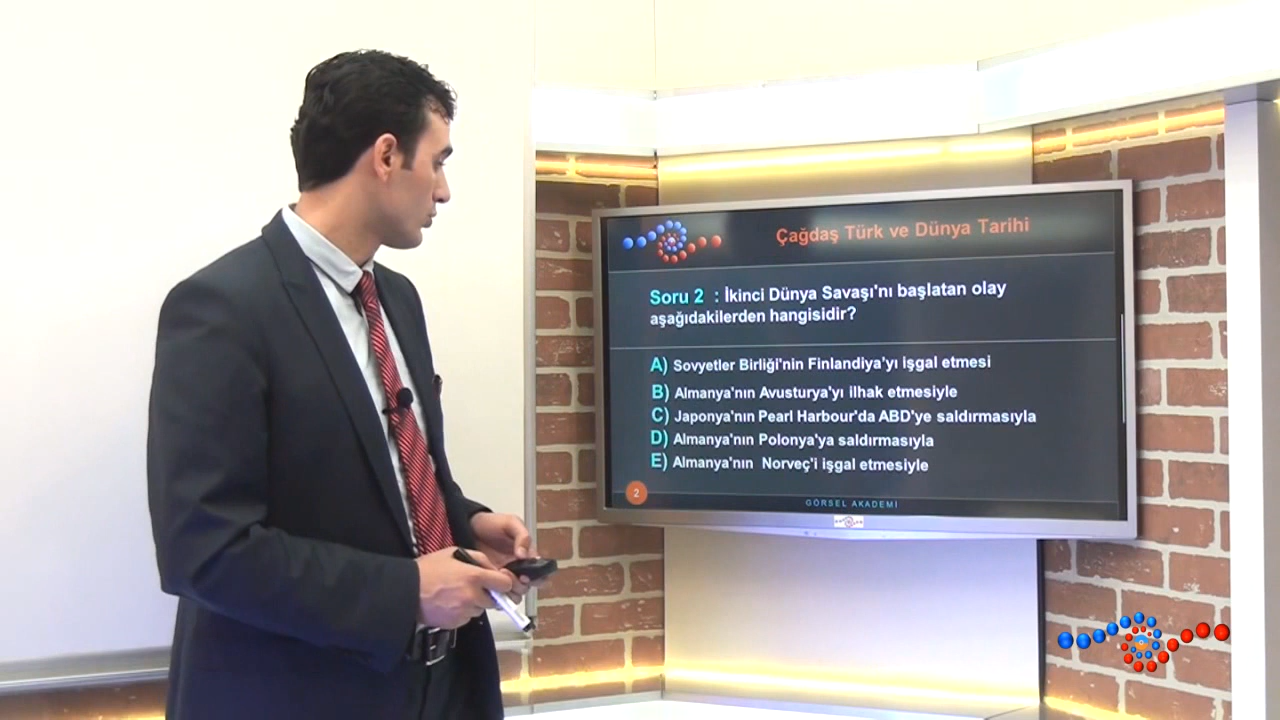 Çağdaş Türk ve Dünya Tarihi
Soru 2 : İkinci Dünya Savaşı'nı başlatan olay
aşağıdakilerden hangisidir?
A) Sovyetler Birliği'nin Finlandiya'yı işgal etmesi
B) Almanya'nın Avusturya'yı ilhak etmesiyle
C) Japonya'nın Pearl Harbour'da ABD'ye saldırmasıyla
D) Almanya'nın Polonya'ya saldırmasıyla
E) Almanya'nın Norveç'i işgal etmesiyle
2
GÖRSEL AKADEMİ